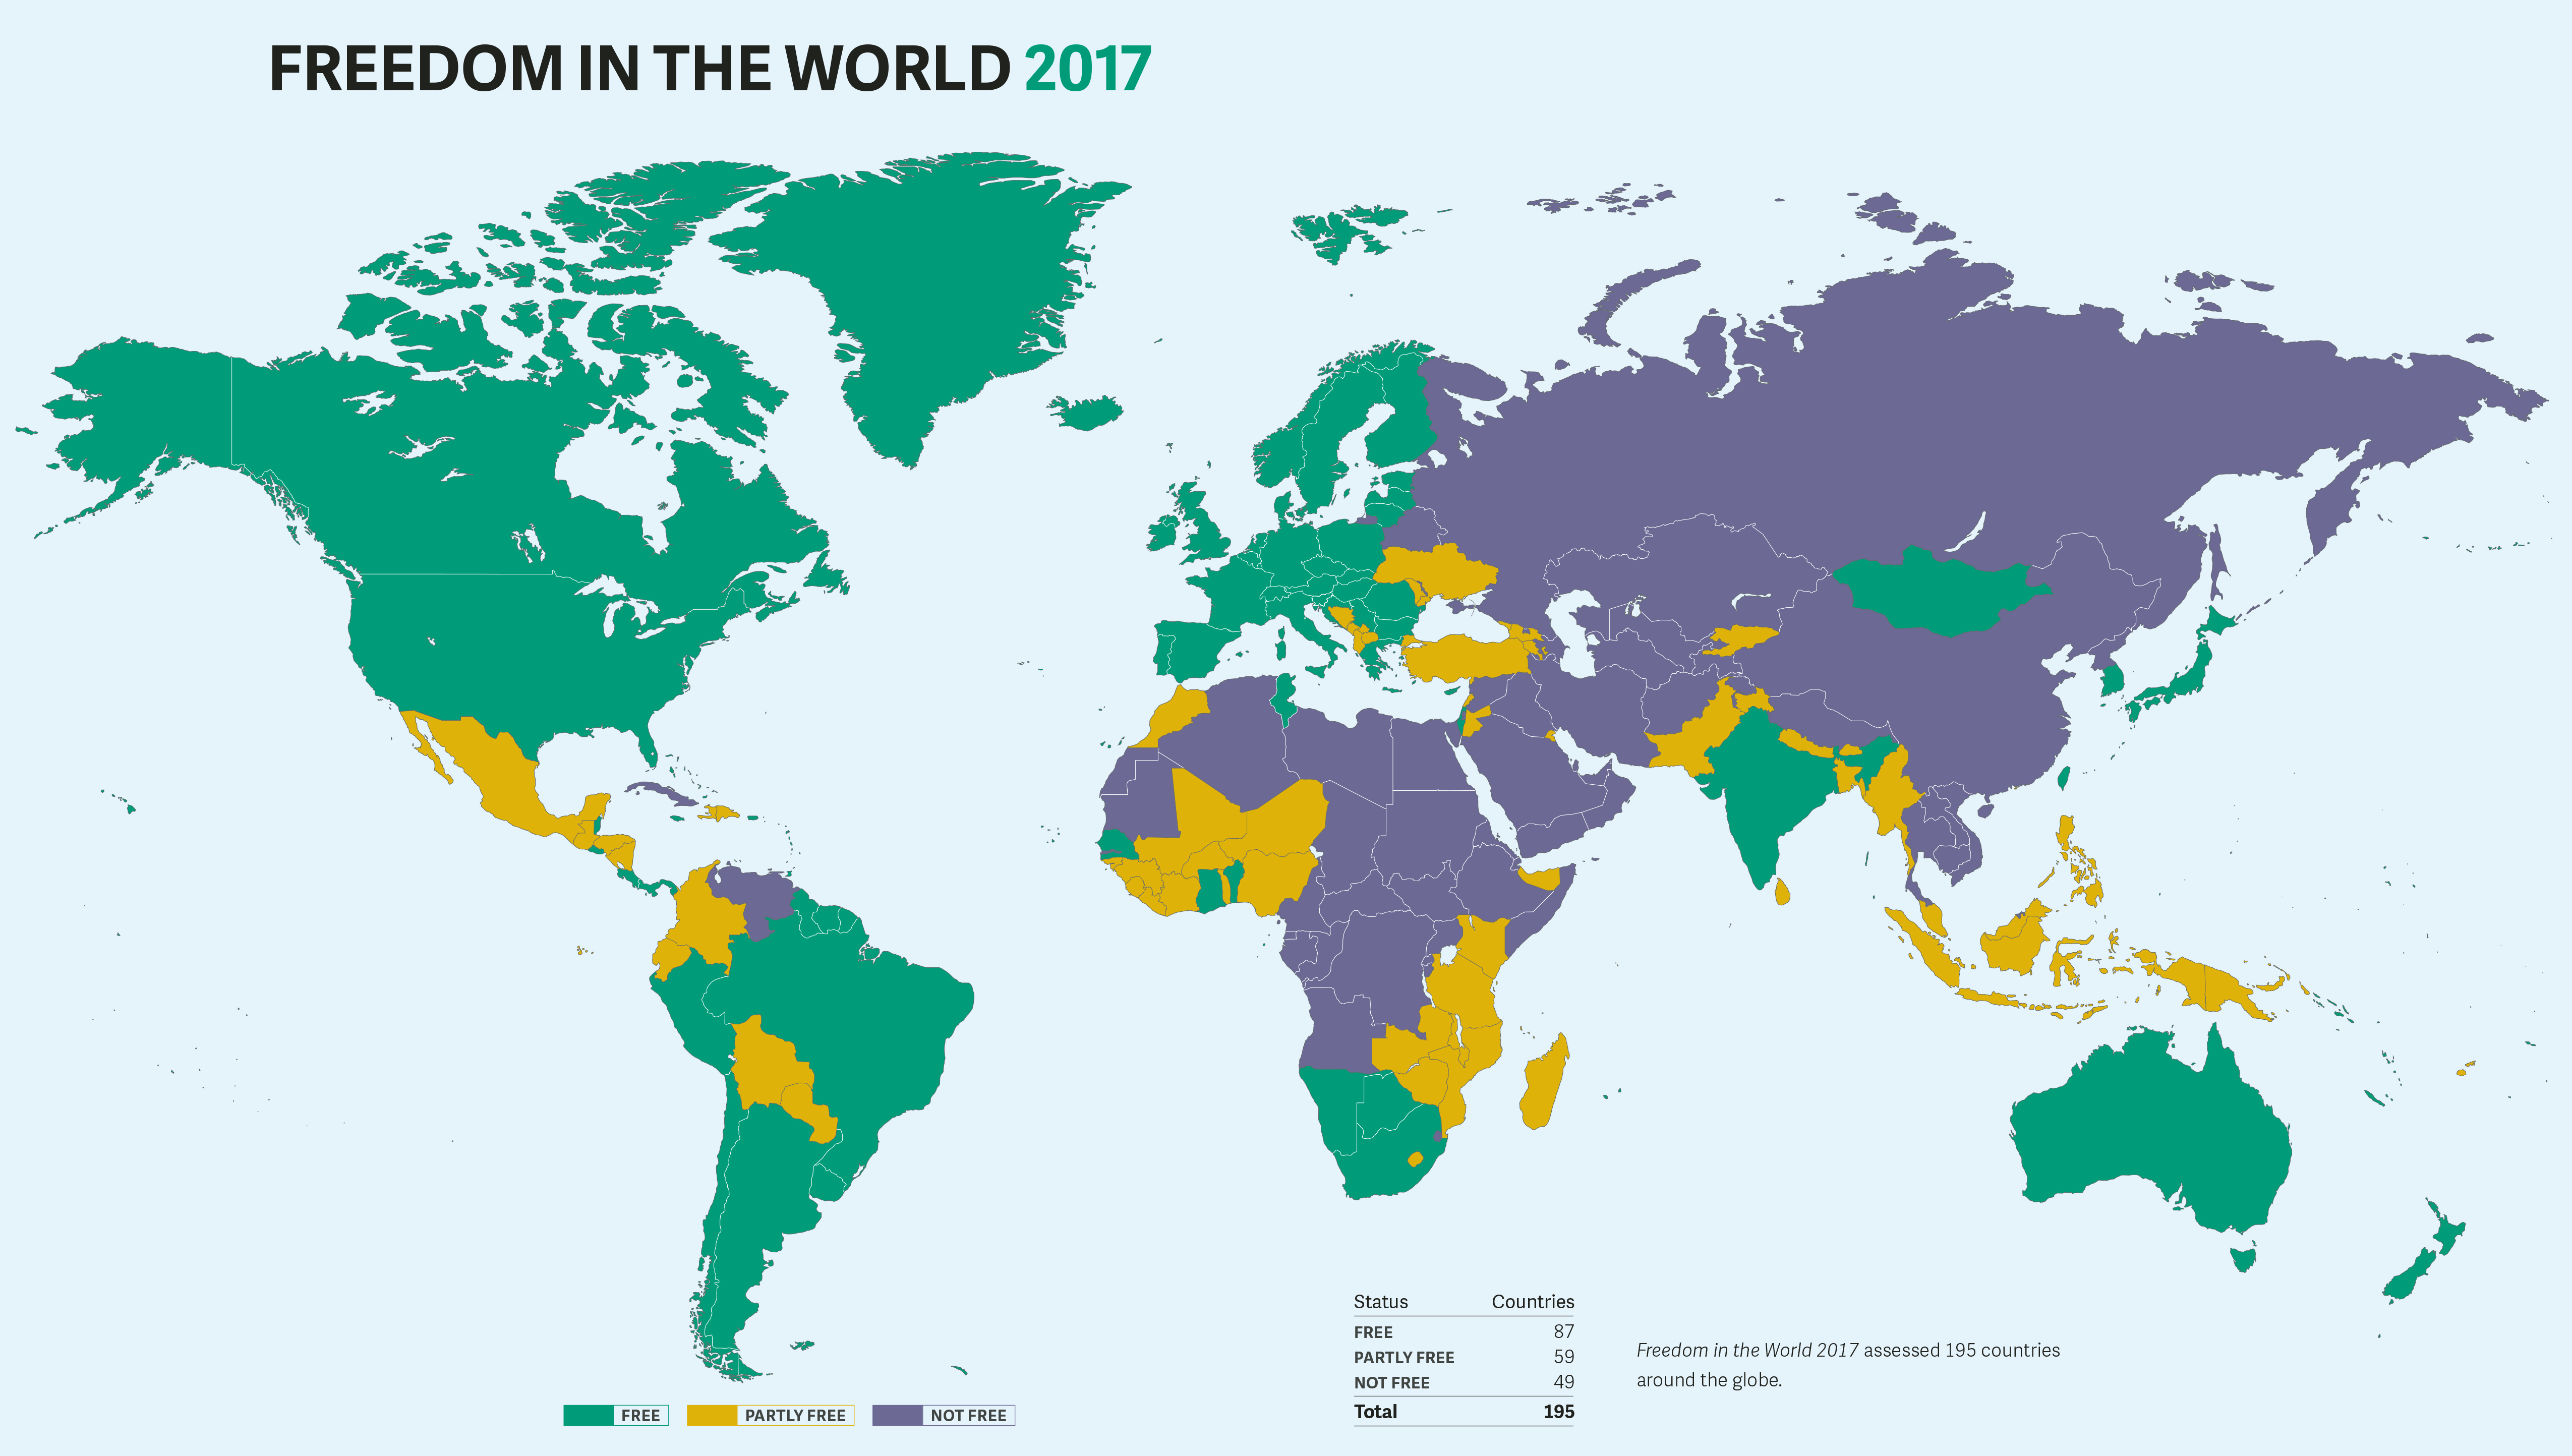 FREEDOM IN THE WORLD 2017
Status Countries
FREE 87
PARTLY FREE 59
NOT FREE 49
Total 195
Freedom in the World 2017 assessed 195 countries
around the globe.
FREE PARTLY FREE NOT FREE